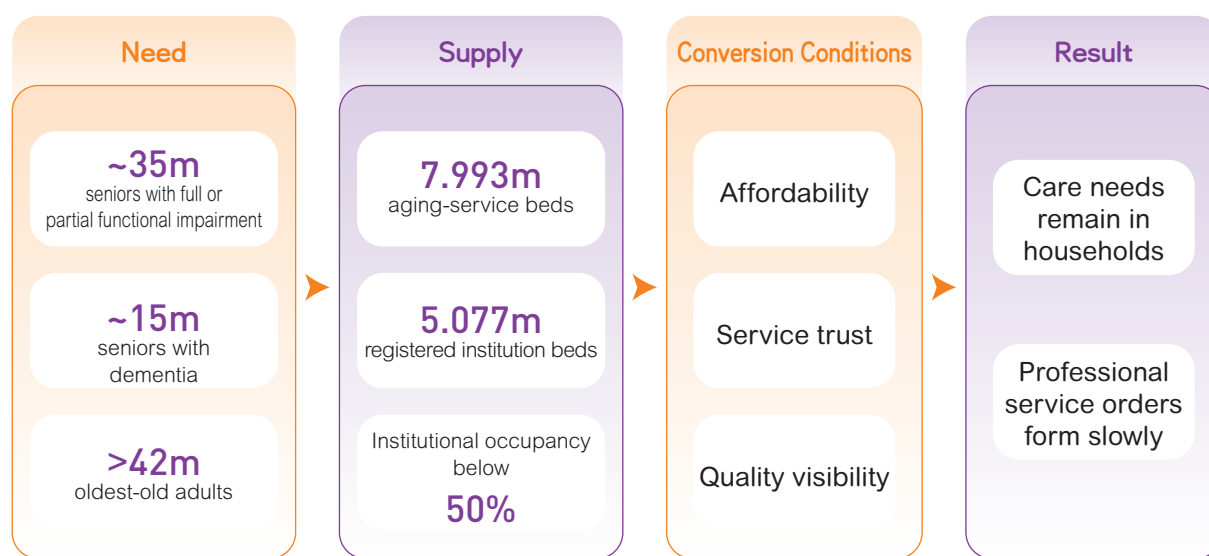 Need
~35m
seniors with full or
partial functional impairment
~15m
seniors with
dementia
>42m
oldest-old adults
Supply
7.993m
aging-service beds
5.077m
registered institution beds
Institutional occupancy
below
50%
Conversion Conditions
Affordability
Service trust
Quality visibility
Result
Care needs
remain in
households
Professional
service orders
form slowly